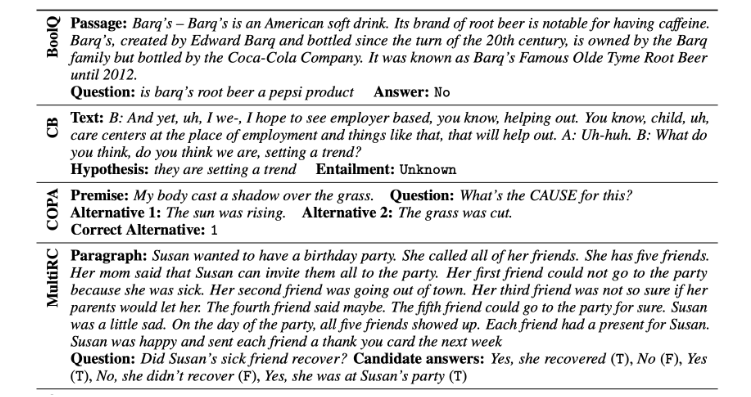 BoolQ
Passage: Barq's – Barq's is an American soft drink. Its brand of root beer is notable for having caffeine.
Barq's, created by Edward Barq and bottled since the turn of the 20th century, is owned by the Barq
family but bottled by the Coca-Cola Company. It was known as Barq's Famous Olde Tyme Root Beer
until 2012.
Question: is barq's root beer a pepsi product Answer: No
CB
Text: B: And yet, uh, I we-, I hope to see employer based, you know, helping out. You know, child, uh,
care centers at the place of employment and things like that, that will help out. A: Uh-huh. B: What do
you think, do you think we are, setting a trend?
Hypothesis: they are setting a trend Entailment: Unknown
COPA
Premise: My body cast a shadow over the grass. Question: What's the CAUSE for this?
Alternative 1: The sun was rising. Alternative 2: The grass was cut.
Correct Alternative: 1
MultiRC
Paragraph: Susan wanted to have a birthday party. She called all of her friends. She has five friends.
Her mom said that Susan can invite them all to the party. Her first friend could not go to the party
because she was sick. Her second friend was going out of town. Her third friend was not so sure if her
parents would let her. The fourth friend said maybe. The fifth friend could go to the party for sure. Susan
was a little sad. On the day of the party, all five friends showed up. Each friend had a present for Susan.
Susan was happy and sent each friend a thank you card the next week
Question: Did Susan's sick friend recover? Candidate answers: Yes, she recovered (T), No (F), Yes
(T), No, she didn't recover (F), Yes, she was at Susan's party (T)